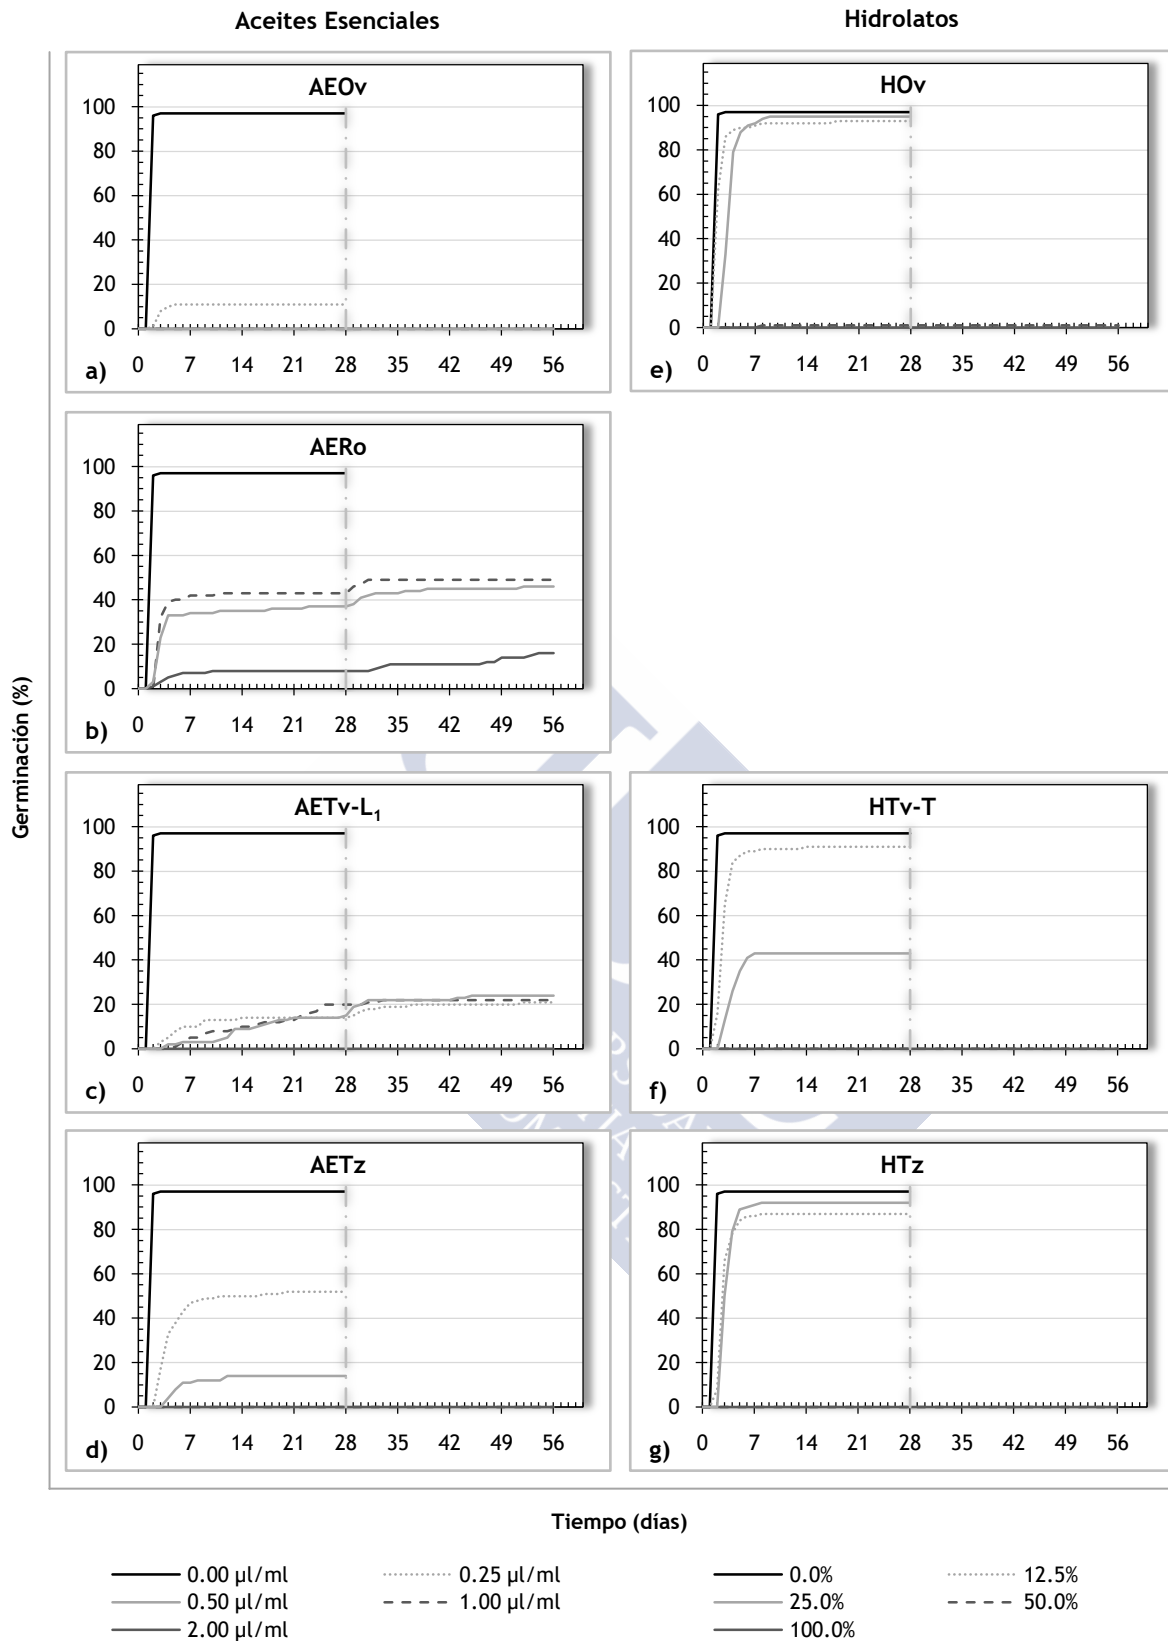 Aceites Esenciales
Hidrolatos
Germinación (%)
AEOv
100
80
60
40
20
0
0 7 14 21 28 35 42 49 56
a)
HOv
100
80
60
40
20
0
0 7 14 21 28 35 42 49 56
e)
AERo
100
80
60
40
20
0
0 7 14 21 28 35 42 49 56
b)
AETv-L₁
100
80
60
40
20
0
0 7 14 21 28 35 42 49 56
c)
HTv-T
100
80
60
40
20
0
0 7 14 21 28 35 42 49 56
f)
AETz
100
80
60
40
20
0
0 7 14 21 28 35 42 49 56
d)
HTz
100
80
60
40
20
0
0 7 14 21 28 35 42 49 56
g)
Tiempo (días)
0.00 µl/ml 0.25 µl/ml
0.50 µl/ml 1.00 µl/ml
2.00 µl/ml
0.0% 12.5%
25.0% 50.0%
100.0%